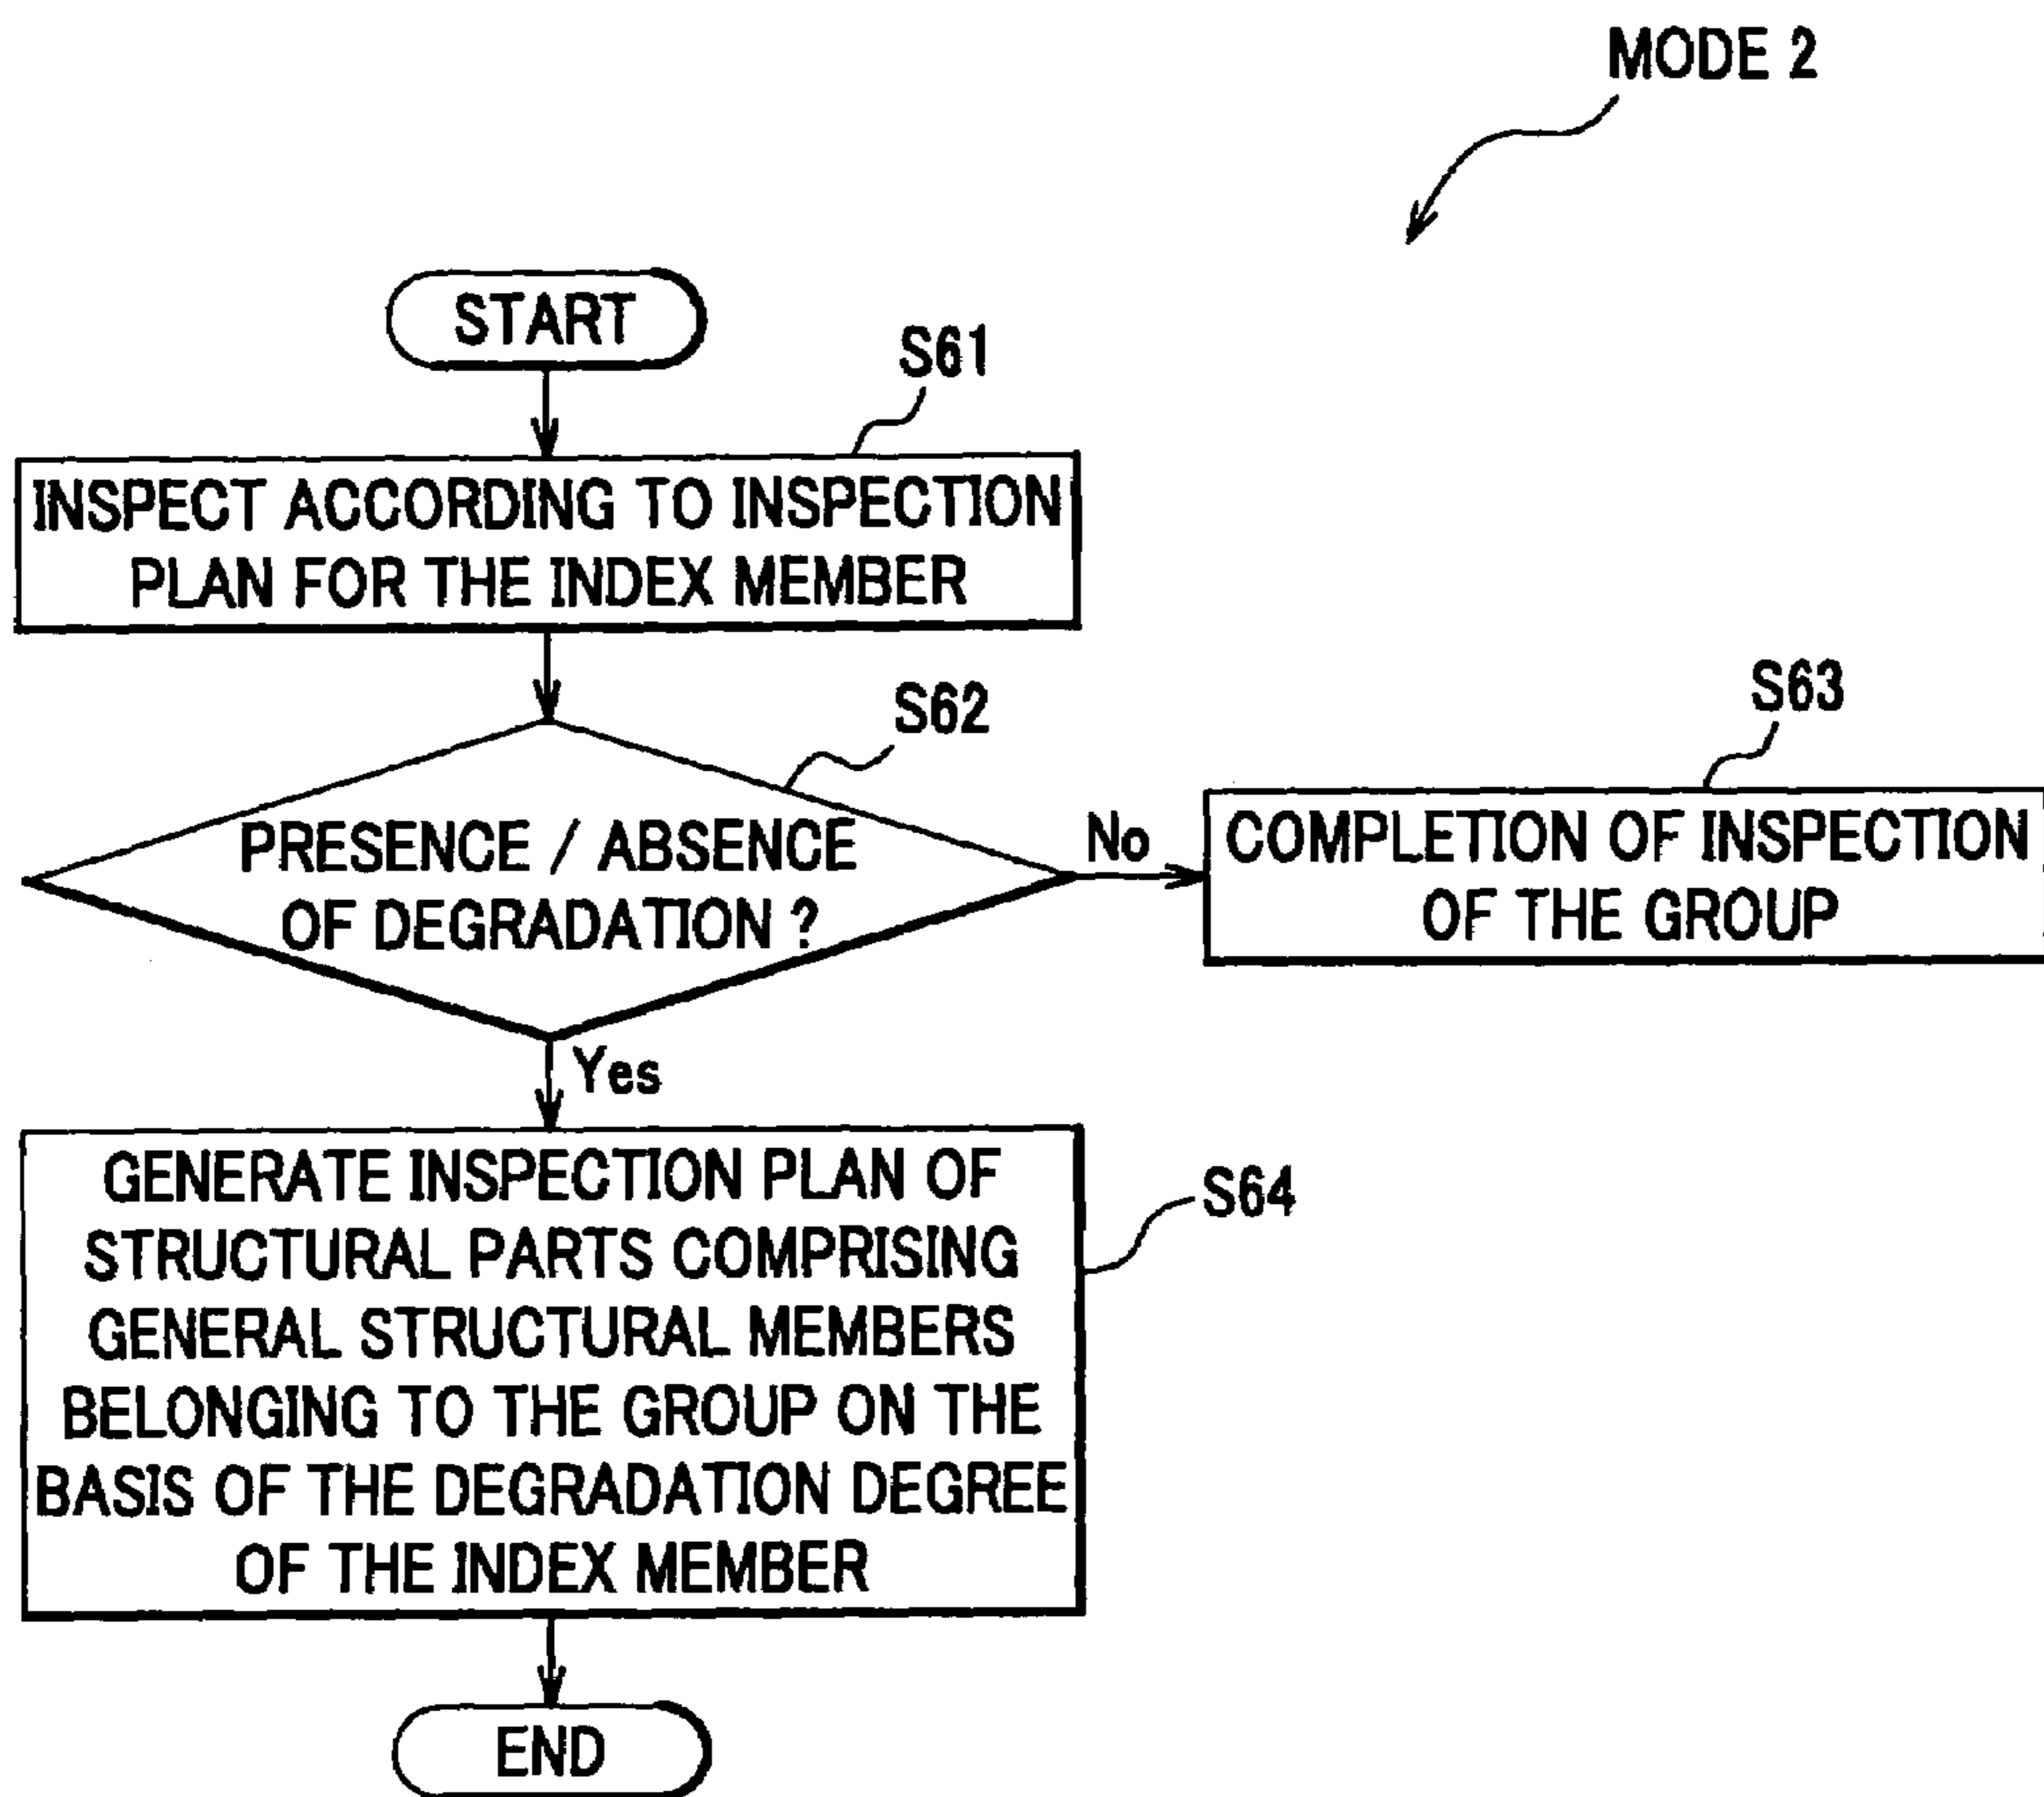 MODE 2
START
S61
INSPECT ACCORDING TO INSPECTION
PLAN FOR THE INDEX MEMBER
S62
S63
PRESENCE / ABSENCE
OF DEGRADATION ?
No
COMPLETION OF INSPECTION
OF THE GROUP
Yes
GENERATE INSPECTION PLAN OF
STRUCTURAL PARTS COMPRISING
GENERAL STRUCTURAL MEMBERS
BELONGING TO THE GROUP ON THE
BASIS OF THE DEGRADATION DEGREE
OF THE INDEX MEMBER
S64
END